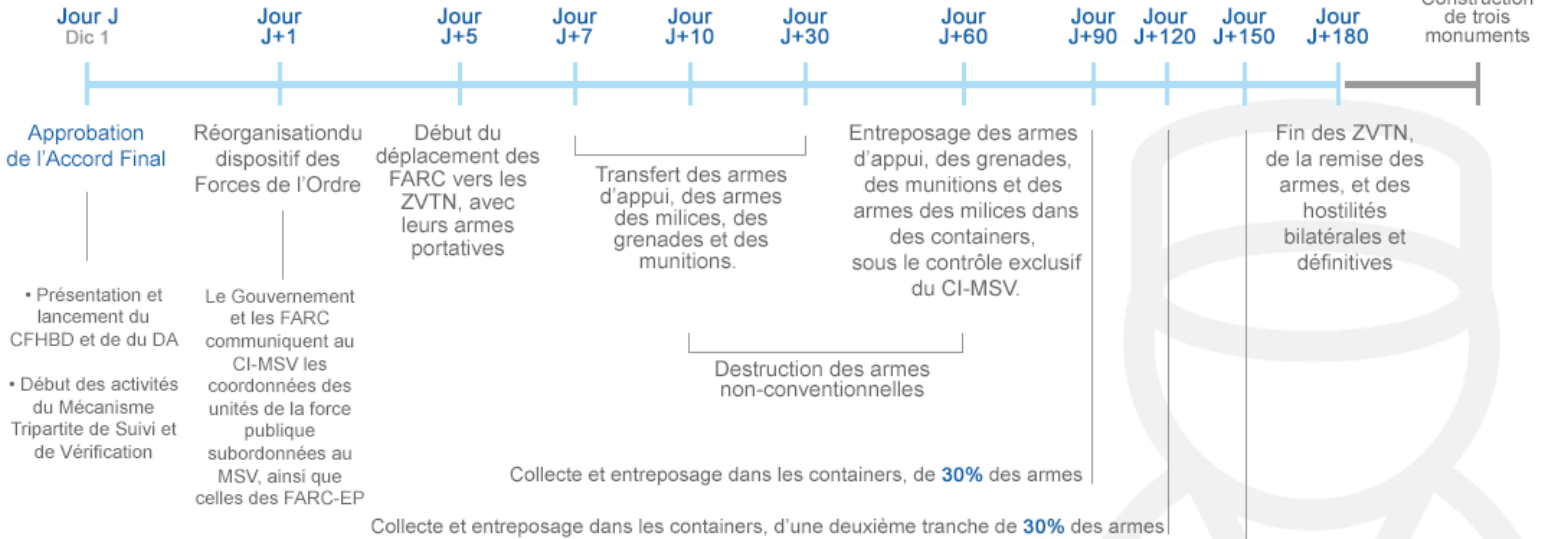 Jour J
Dic 1
Jour
J+1
Jour
J+5
Jour
J+7
Jour
J+10
Jour
J+30
Jour
J+60
Jour
J+90
Jour
J+120
Jour
J+150
Jour
J+180
Construction
de trois
monuments
Approbation
de l'Accord Final
• Présentation et
lancement du
CFHBD et de du DA
• Début des activités
du Mécanisme
Tripartite de Suivi et
de Vérification
Réorganisationdu
dispositif des
Forces de l'Ordre
Le Gouvernement
et les FARC
communiquent au
CI-MSV les
coordonnées des
unités de la force
publique
subordonnées au
MSV, ainsi que
celles des FARC-EP
Début du
déplacement des
FARC vers les
ZVTN, avec
leurs armes
portatives
Transfert des armes
d'appui, des armes
des milices, des
grenades et des
munitions.
Entreposage des armes
d'appui, des grenades,
des munitions et des
armes des milices dans
des containers,
sous le contrôle exclusif
du CI-MSV.
Destruction des armes
non-conventionnelles
Fin des ZVTN,
de la remise des
armes, et des
hostilités
bilatérales et
définitives
Collecte et entreposage dans les containers, de 30% des armes
Collecte et entreposage dans les containers, d'une deuxième tranche de 30% des armes